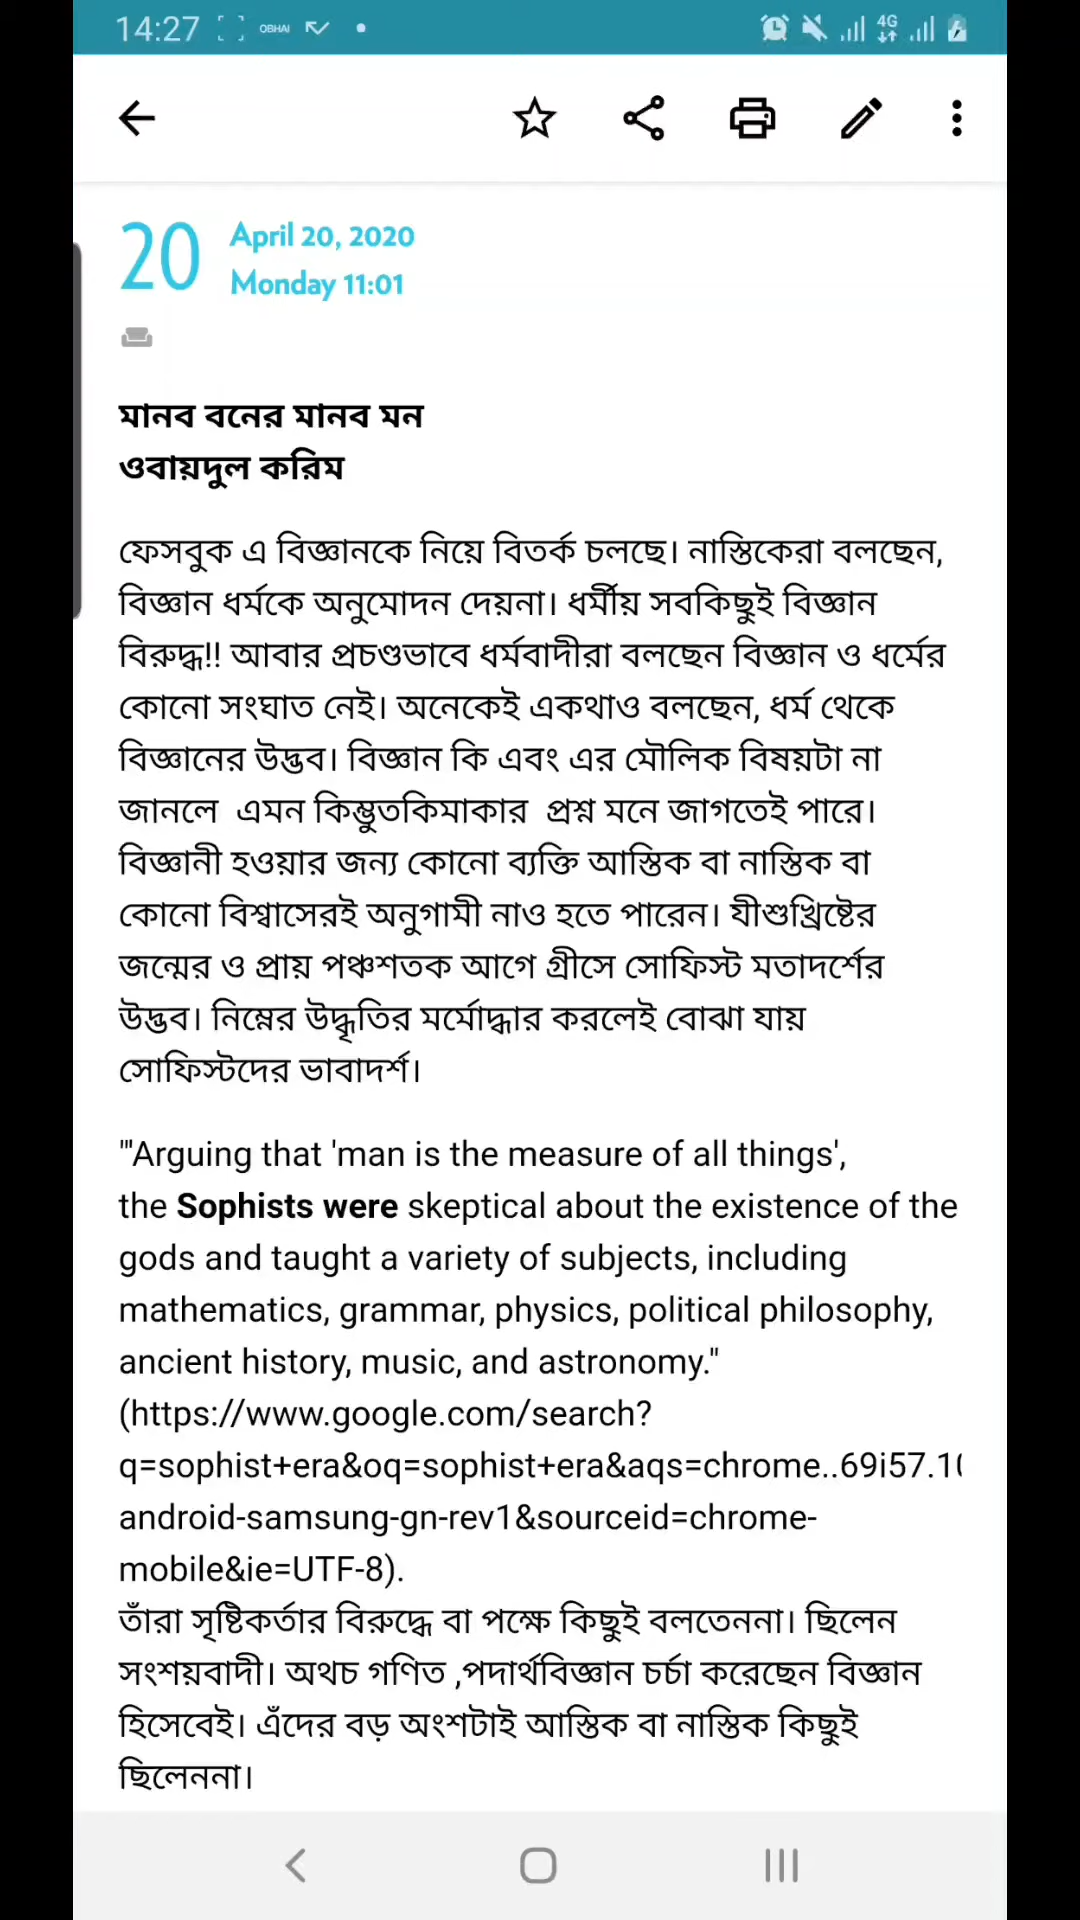 14:27 OBHAI 4G
20 April 20, 2020
Monday 11:01
মানব বনের মানব মন
ওবায়দুল করিম
ফেসবুক এ বিজ্ঞানকে নিয়ে বিতর্ক চলছে। নাস্তিকেরা বলছেন,
বিজ্ঞান ধর্মকে অনুমোদন দেয়না। ধর্মীয় সবকিছুই বিজ্ঞান
বিরুদ্ধ!! আবার প্রচণ্ডভাবে ধর্মবাদীরা বলছেন বিজ্ঞান ও ধর্মের
কোনো সংঘাত নেই। অনেকেই একথাও বলছেন, ধর্ম থেকে
বিজ্ঞানের উদ্ভব। বিজ্ঞান কি এবং এর মৌলিক বিষয়টা না
জানলে  এমন কিম্ভুতকিমাকার  প্রশ্ন মনে জাগতেই পারে।
বিজ্ঞানী হওয়ার জন্য কোনো ব্যক্তি আস্তিক বা নাস্তিক বা
কোনো বিশ্বাসেরই অনুগামী নাও হতে পারেন। যীশুখ্রিষ্টের
জন্মের ও প্রায় পঞ্চশতক আগে গ্রীসে সোফিস্ট মতাদর্শের
উদ্ভব। নিম্নের উদ্ধৃতির মর্মোদ্ধার করলেই বোঝা যায়
সোফিস্টদের ভাবাদর্শ।
"'Arguing that 'man is the measure of all things',
the Sophists were skeptical about the existence of the
gods and taught a variety of subjects, including
mathematics, grammar, physics, political philosophy,
ancient history, music, and astronomy."
(https://www.google.com/search?
q=sophist+era&oq=sophist+era&aqs=chrome..69i57.1
android-samsung-gn-rev1&sourceid=chrome-
mobile&ie=UTF-8).
তাঁরা সৃষ্টিকর্তার বিরুদ্ধে বা পক্ষে কিছুই বলতেননা। ছিলেন
সংশয়বাদী। অথচ গণিত ,পদার্থবিজ্ঞান চর্চা করেছেন বিজ্ঞান
হিসেবেই। এঁদের বড় অংশটাই আস্তিক বা নাস্তিক কিছুই
ছিলেননা।